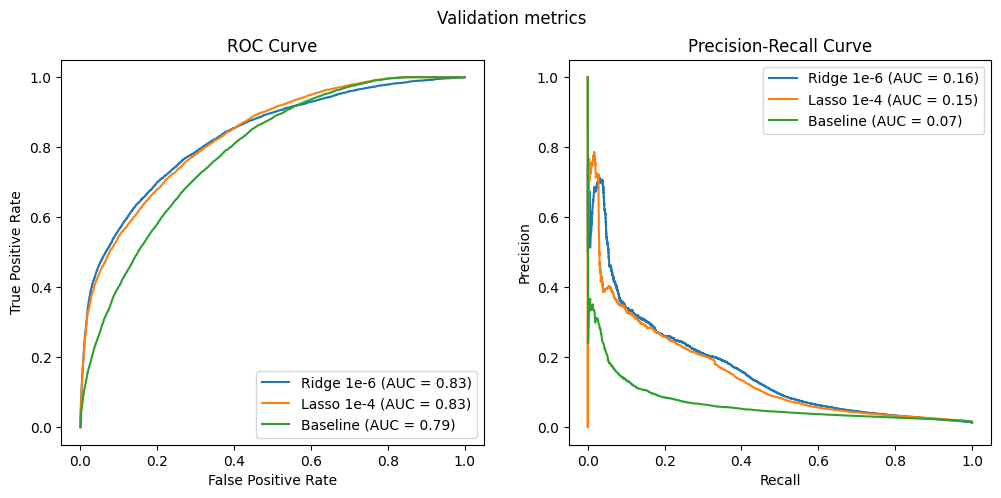 Validation metrics
ROC Curve
True Positive Rate
1.0
0.8
0.6
0.4
0.2
0.0
0.0 0.2 0.4 0.6 0.8 1.0
False Positive Rate
Ridge 1e-6 (AUC = 0.83)
Lasso 1e-4 (AUC = 0.83)
Baseline (AUC = 0.79)
Precision-Recall Curve
Precision
1.0
0.8
0.6
0.4
0.2
0.0
0.0 0.2 0.4 0.6 0.8 1.0
Recall
Ridge 1e-6 (AUC = 0.16)
Lasso 1e-4 (AUC = 0.15)
Baseline (AUC = 0.07)